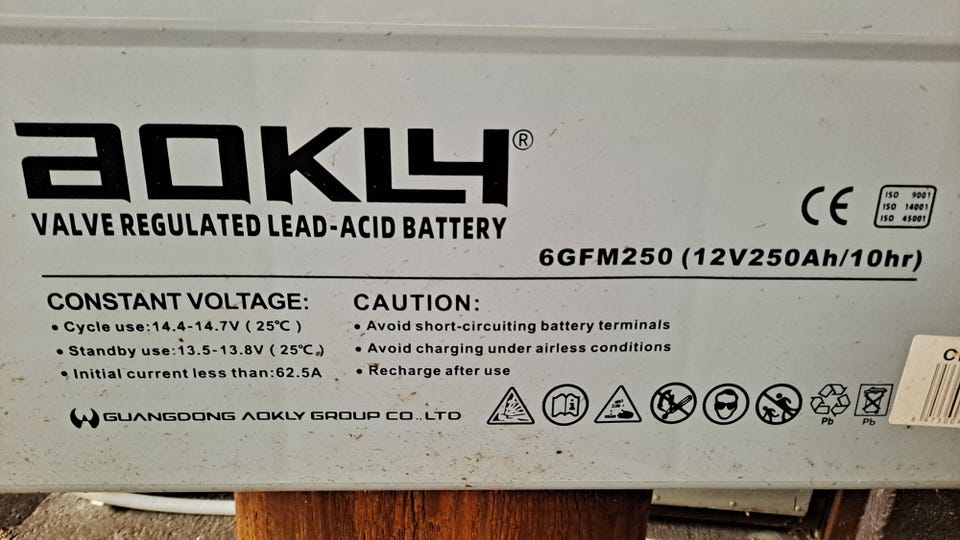 AOKLY®
VALVE REGULATED LEAD-ACID BATTERY
CE
ISO 9001
ISO 14001
ISO 45001
6GFM250 (12V250Ah/10hr)
CONSTANT VOLTAGE:
• Cycle use:14.4-14.7V ( 25℃ )
• Standby use:13.5-13.8V ( 25℃ )
• Initial current less than:62.5A
CAUTION:
• Avoid short-circuiting battery terminals
• Avoid charging under airless conditions
• Recharge after use
GUANGDONG AOKLY GROUP CO.,LTD
Pb
Pb